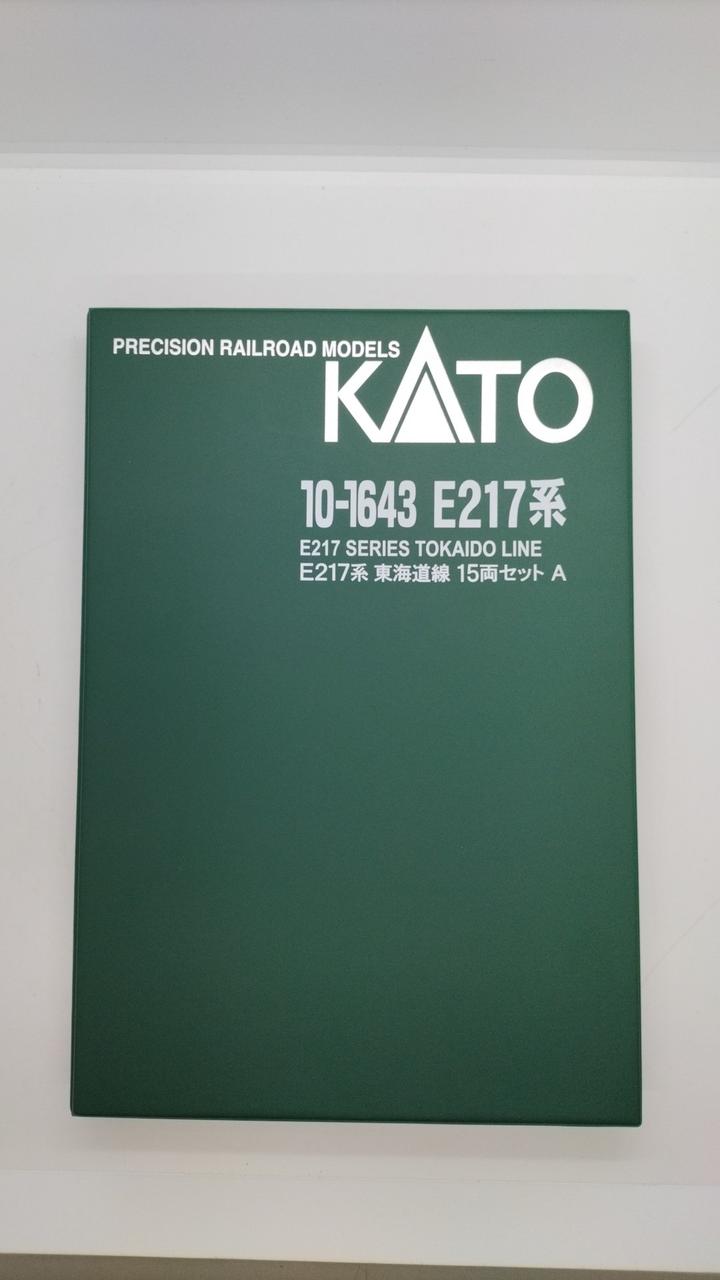 PRECISION RAILROAD MODELS
KATO
10-1643 E217系
E217 SERIES TOKAIDO LINE
E217系 東海道線 15両セット A